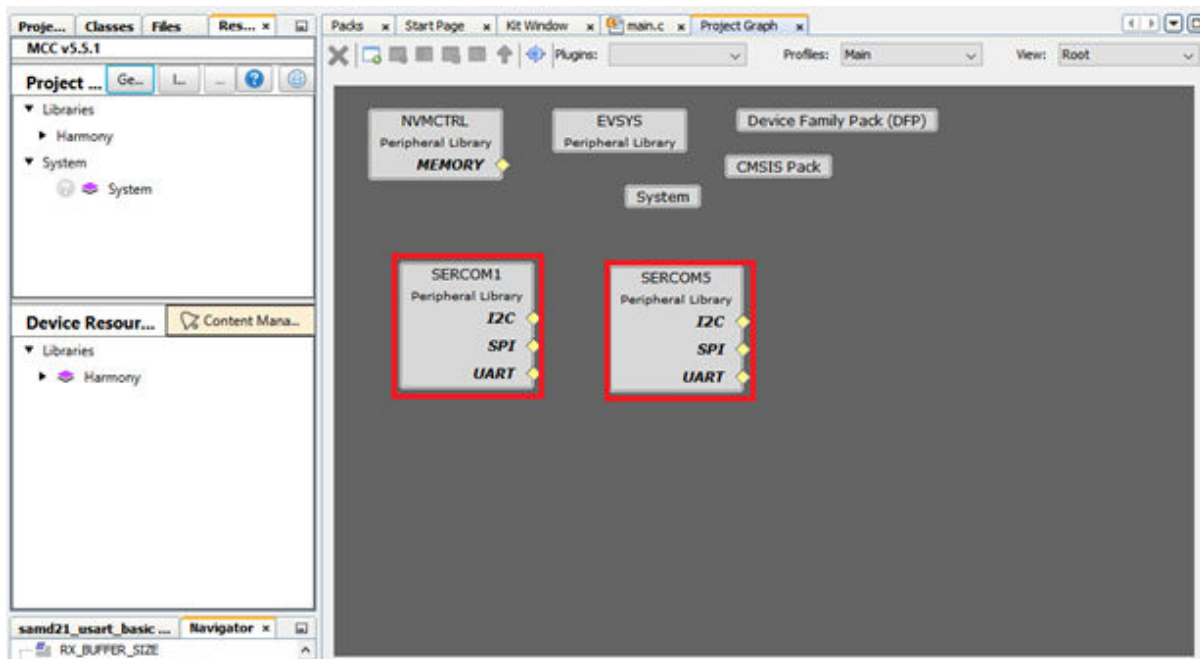 Proje... Classes Files Res... x
Packs x Start Page x Kit Window x main.c x Project Graph x
MCC v5.5.1
Plugins: Profiles: Main View: Root
Project ... Ge... I... ... ?
Libraries
Harmony
System
System
NVMCTRL
Peripheral Library
MEMORY
EVSYS
Peripheral Library
Device Family Pack (DFP)
CMSIS Pack
System
SERCOM1
Peripheral Library
I2C
SPI
UART
SERCOM5
Peripheral Library
I2C
SPI
UART
Device Resour... Content Mana...
Libraries
Harmony
samd21_usart_basic ... Navigator x
RX_BUFFER_SIZE